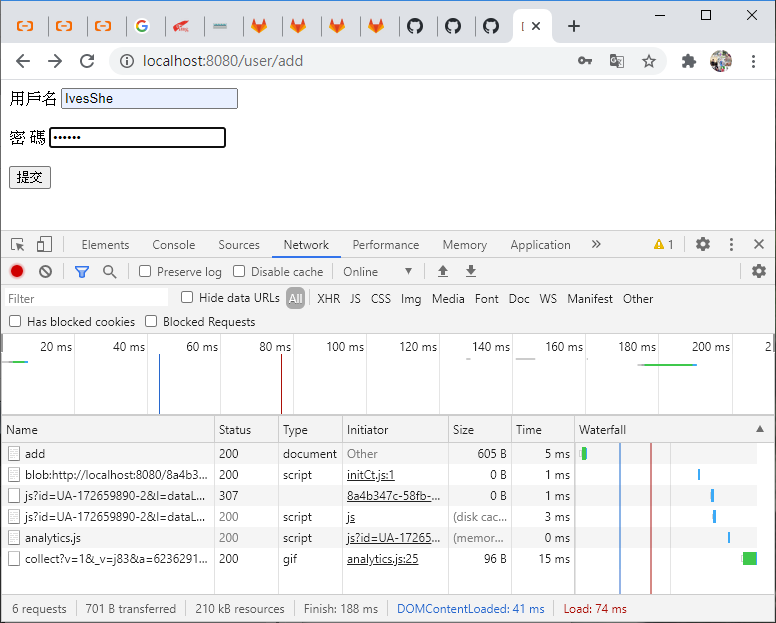 localhost:8080/user/add
用戶名 IvesShe
密 碼 ••••••
提交
Elements Console Sources Network Performance Memory Application » 1
Preserve log Disable cache Online
Filter Hide data URLs All XHR JS CSS Img Media Font Doc WS Manifest Other
Has blocked cookies Blocked Requests
20 ms 40 ms 60 ms 80 ms 100 ms 120 ms 140 ms 160 ms 180 ms 200 ms 2
Name Status Type Initiator Size Time Waterfall
add 200 document Other 605 B 5 ms
blob:http://localhost:8080/8a4b3... 200 script initCt.js:1 0 B 1 ms
js?id=UA-172659890-2&l=dataL... 307 8a4b347c-58fb-... 0 B 1 ms
js?id=UA-172659890-2&l=dataL... 200 script js (disk cac... 3 ms
analytics.js 200 script js?id=UA-17265... (memor... 0 ms
collect?v=1&_v=j83&a=6236291... 200 gif analytics.js:25 96 B 15 ms
6 requests 701 B transferred 210 kB resources Finish: 188 ms DOMContentLoaded: 41 ms Load: 74 ms